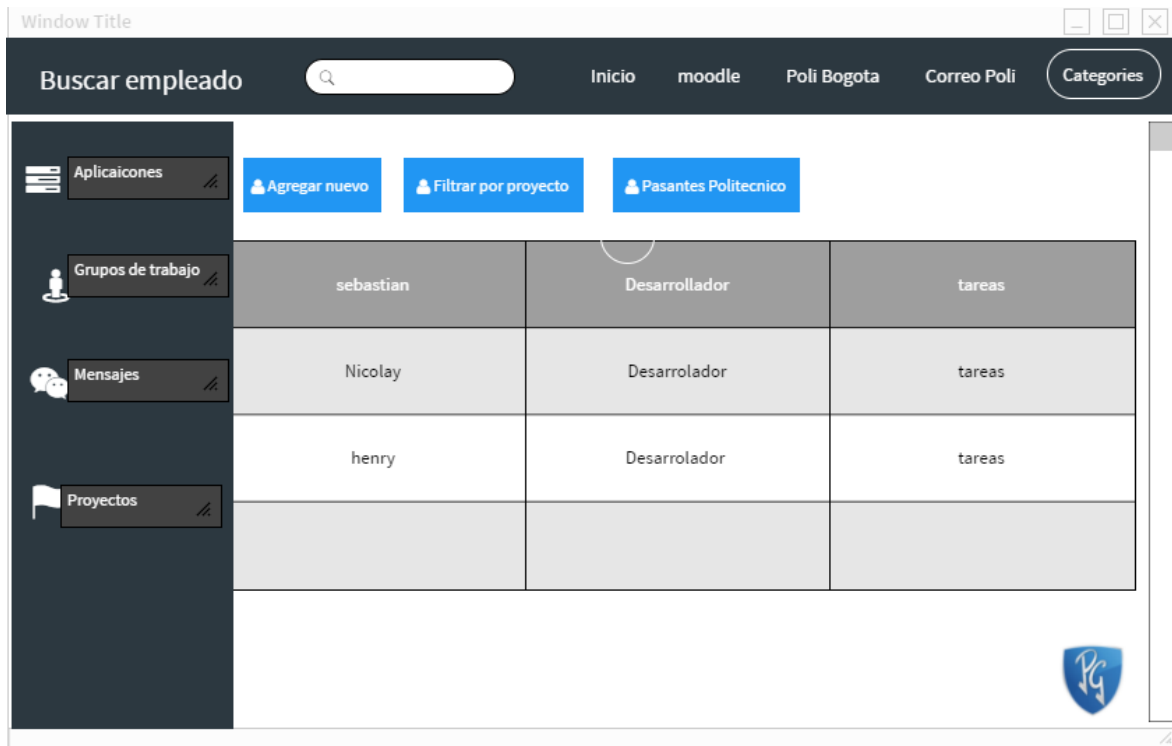 Window Title
Buscar empleado
Inicio moodle Poli Bogota Correo Poli Categories
Aplicaicones
Agregar nuevo Filtrar por proyecto Pasantes Politecnico
Grupos de trabajo
sebastian Desarrollador tareas
Mensajes
Nicolay Desarrolador tareas
henry Desarrolador tareas
Proyectos
PG